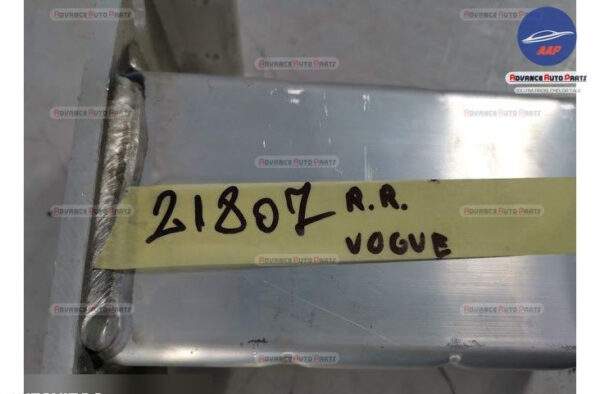 AAP
ADVANCE AUTO PARTS
21807 R.R.
VOGUE